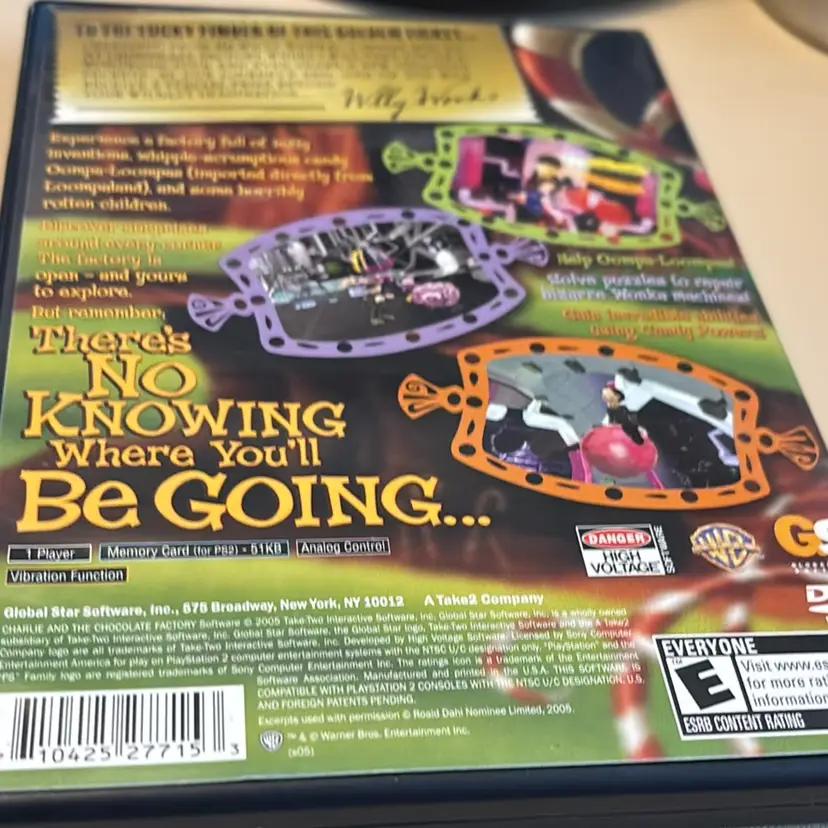 TO THE LUCKY FINDER OF THIS GOLDEN TICKET...
Willy Wonka
Experience a factory full of nutty
inventions, whipple-scrumptious candy
Oompa-Loompas (imported directly from
Loompaland), and some horribly
rotten children.
Discover surprises
around every corner
The factory is
open - and yours
to explore.
But remember:
There's
No
Knowing
Where You'll
Be Going...
Help Oompa-Loompas!
Solve puzzles to repair
bizarre Wonka machines!
Gain incredible abilities
using Candy Powers!
1 Player
Memory Card (for PS2) - 51KB
Analog Control
Vibration Function
DANGER
HIGH
VOLTAGE
SOFTWARE
WB
GS
Global Star Software, Inc., 575 Broadway, New York, NY 10012 A Take2 Company
CHARLIE AND THE CHOCOLATE FACTORY Software © 2005 Take-Two Interactive Software, Inc. Global Star Software, Inc. is a wholly owned
subsidiary of Take-Two Interactive Software, Inc. Global Star Software, the Global Star logo, Take-Two Interactive Software and the A Take2
Company logo are all trademarks of Take-Two Interactive Software, Inc. Developed by High Voltage Software. Licensed by Sony Computer
Entertainment America for play on PlayStation 2 computer entertainment systems with the NTSC U/C designation only. "PlayStation" and the
"PS" Family logo are registered trademarks of Sony Computer Entertainment Inc. The ratings icon is a trademark of the Entertainment
Software Association. Manufactured and printed in the U.S.A. THIS SOFTWARE IS
COMPATIBLE WITH PLAYSTATION 2 CONSOLES WITH THE NTSC U/C DESIGNATION. U.S.
AND FOREIGN PATENTS PENDING.
Excerpts used with permission © Roald Dahl Nominee Limited, 2005.
WB ™ & © Warner Bros. Entertainment Inc.
(s05)
10425 27715 3
EVERYONE
E
Visit www.es
for more rat
information
ESRB CONTENT RATING